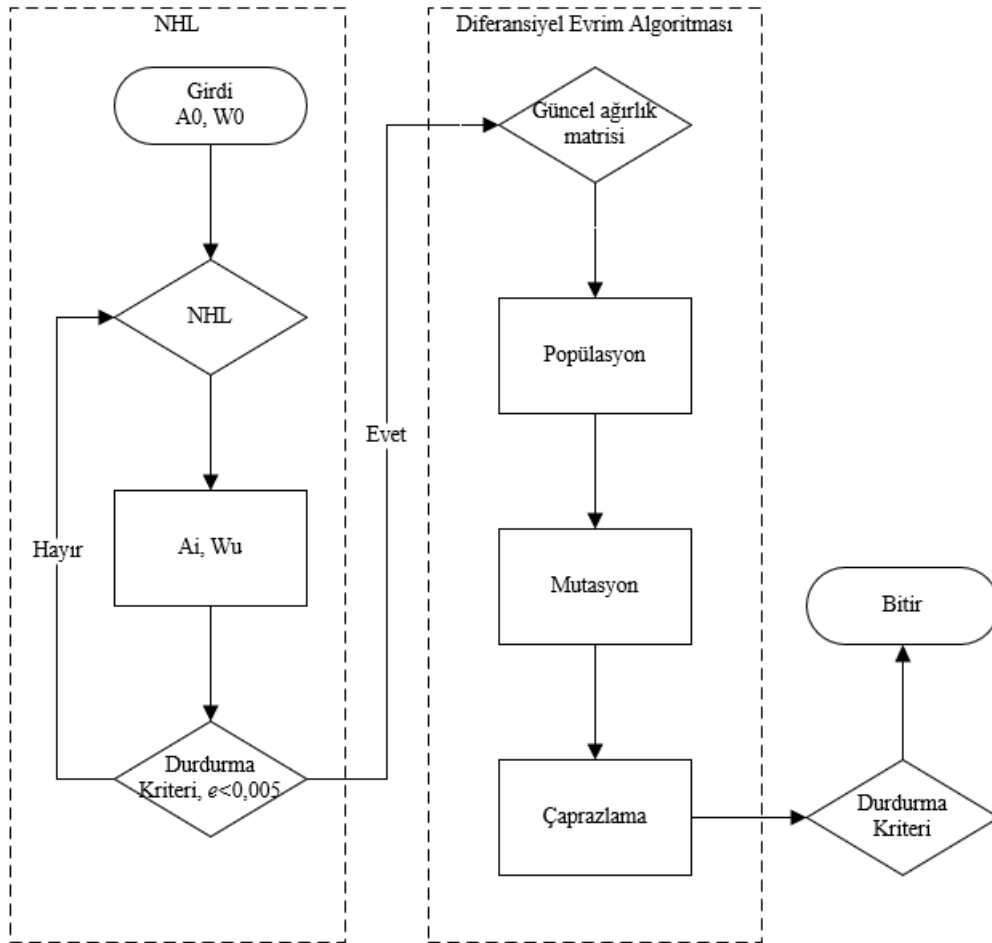 NHL
Girdi
A0, W0
NHL
Ai, Wu
Hayır
Durdurma
Kriteri, e<0,005
Evet
Diferansiyel Evrim Algoritması
Güncel ağırlık
matrisi
Popülasyon
Mutasyon
Çaprazlama
Durdurma
Kriteri
Bitir